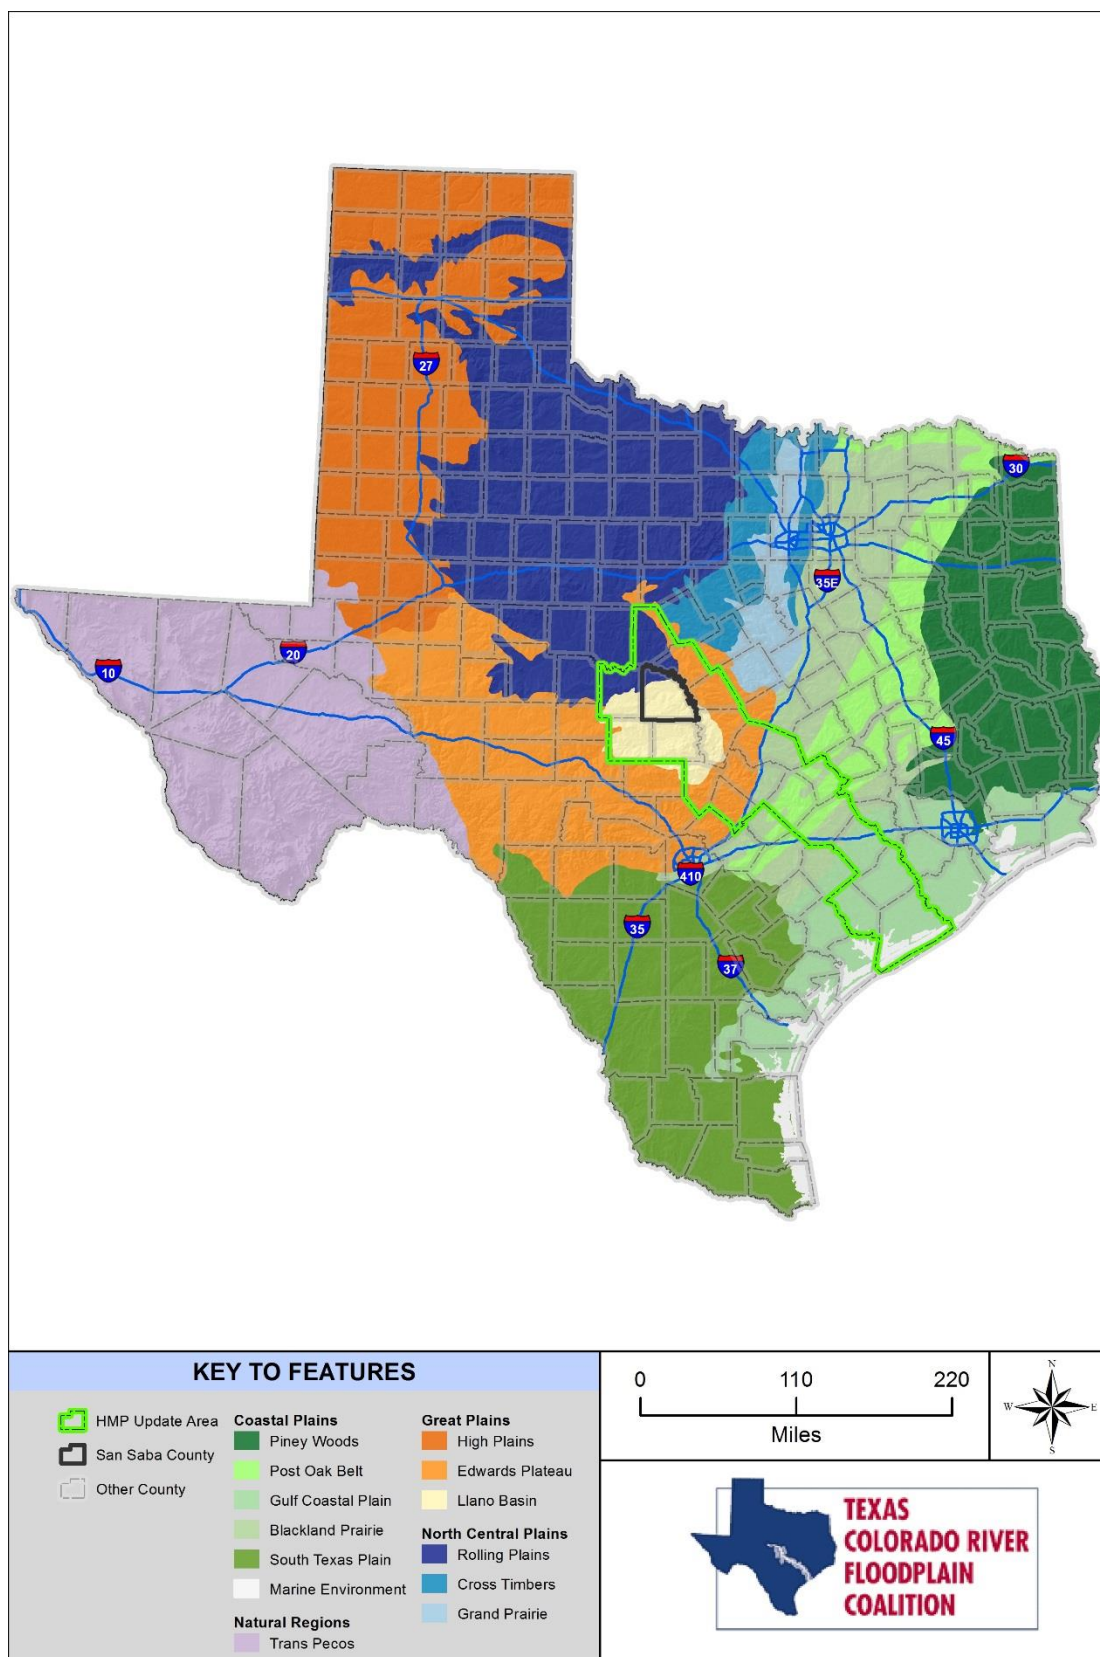 27
30
35E
20
10
45
410
35
37
KEY TO FEATURES
HMP Update Area
San Saba County
Other County
Coastal Plains
Piney Woods
Post Oak Belt
Gulf Coastal Plain
Blackland Prairie
South Texas Plain
Marine Environment
Natural Regions
Trans Pecos
Great Plains
High Plains
Edwards Plateau
Llano Basin
North Central Plains
Rolling Plains
Cross Timbers
Grand Prairie
0 110 220
Miles
N
W E
S
TEXAS
COLORADO RIVER
FLOODPLAIN
COALITION